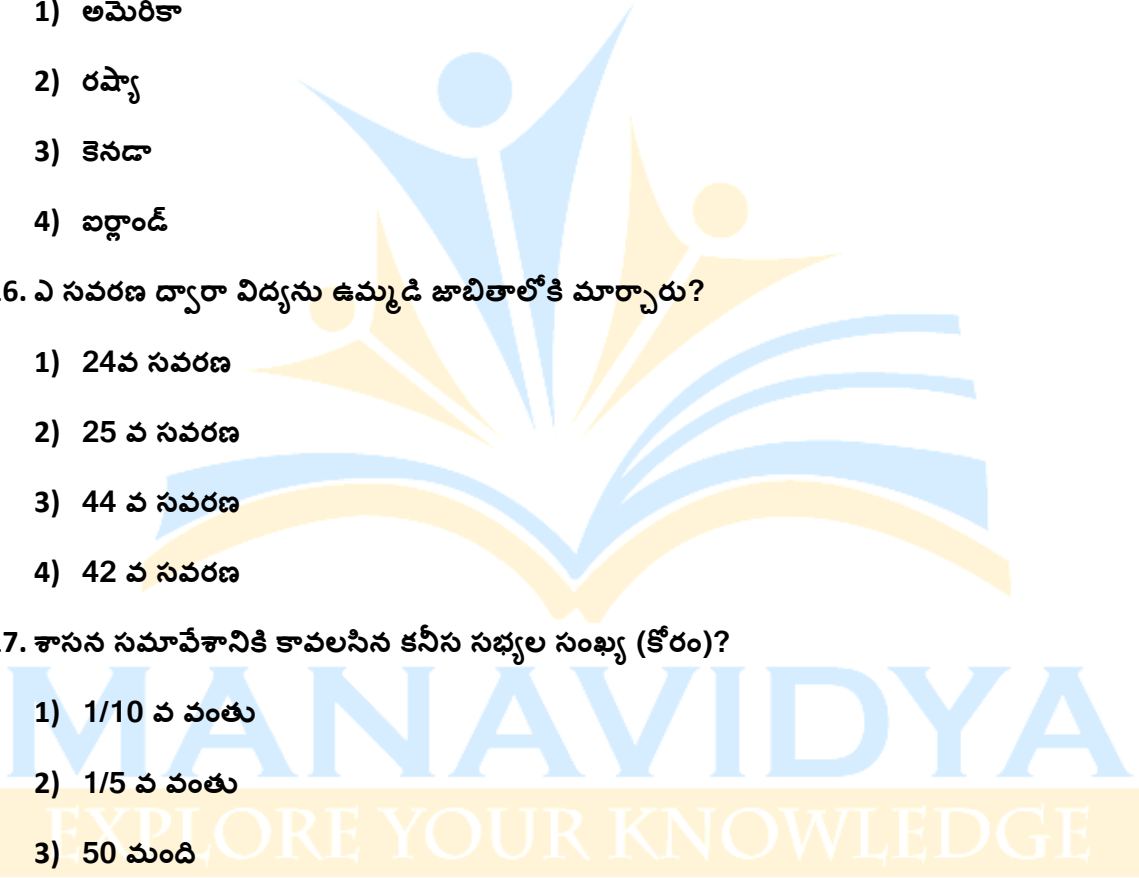 1) అమెరికా
2) రష్యా
3) కెనడా
4) ఐర్లాండ్
6. ఎ సవరణ ద్వారా విద్యను ఉమ్మడి జాబితాలోకి మార్చారు?
1) 24వ సవరణ
2) 25 వ సవరణ
3) 44 వ సవరణ
4) 42 వ సవరణ
7. శాసన సమావేశానికి కావలసిన కనీస సభ్యుల సంఖ్య (కోరం)?
MANAVIDYA
1) 1/10 వ వంతు
2) 1/5 వ వంతు
EXPLORE YOUR KNOWLEDGE
3) 50 మంది